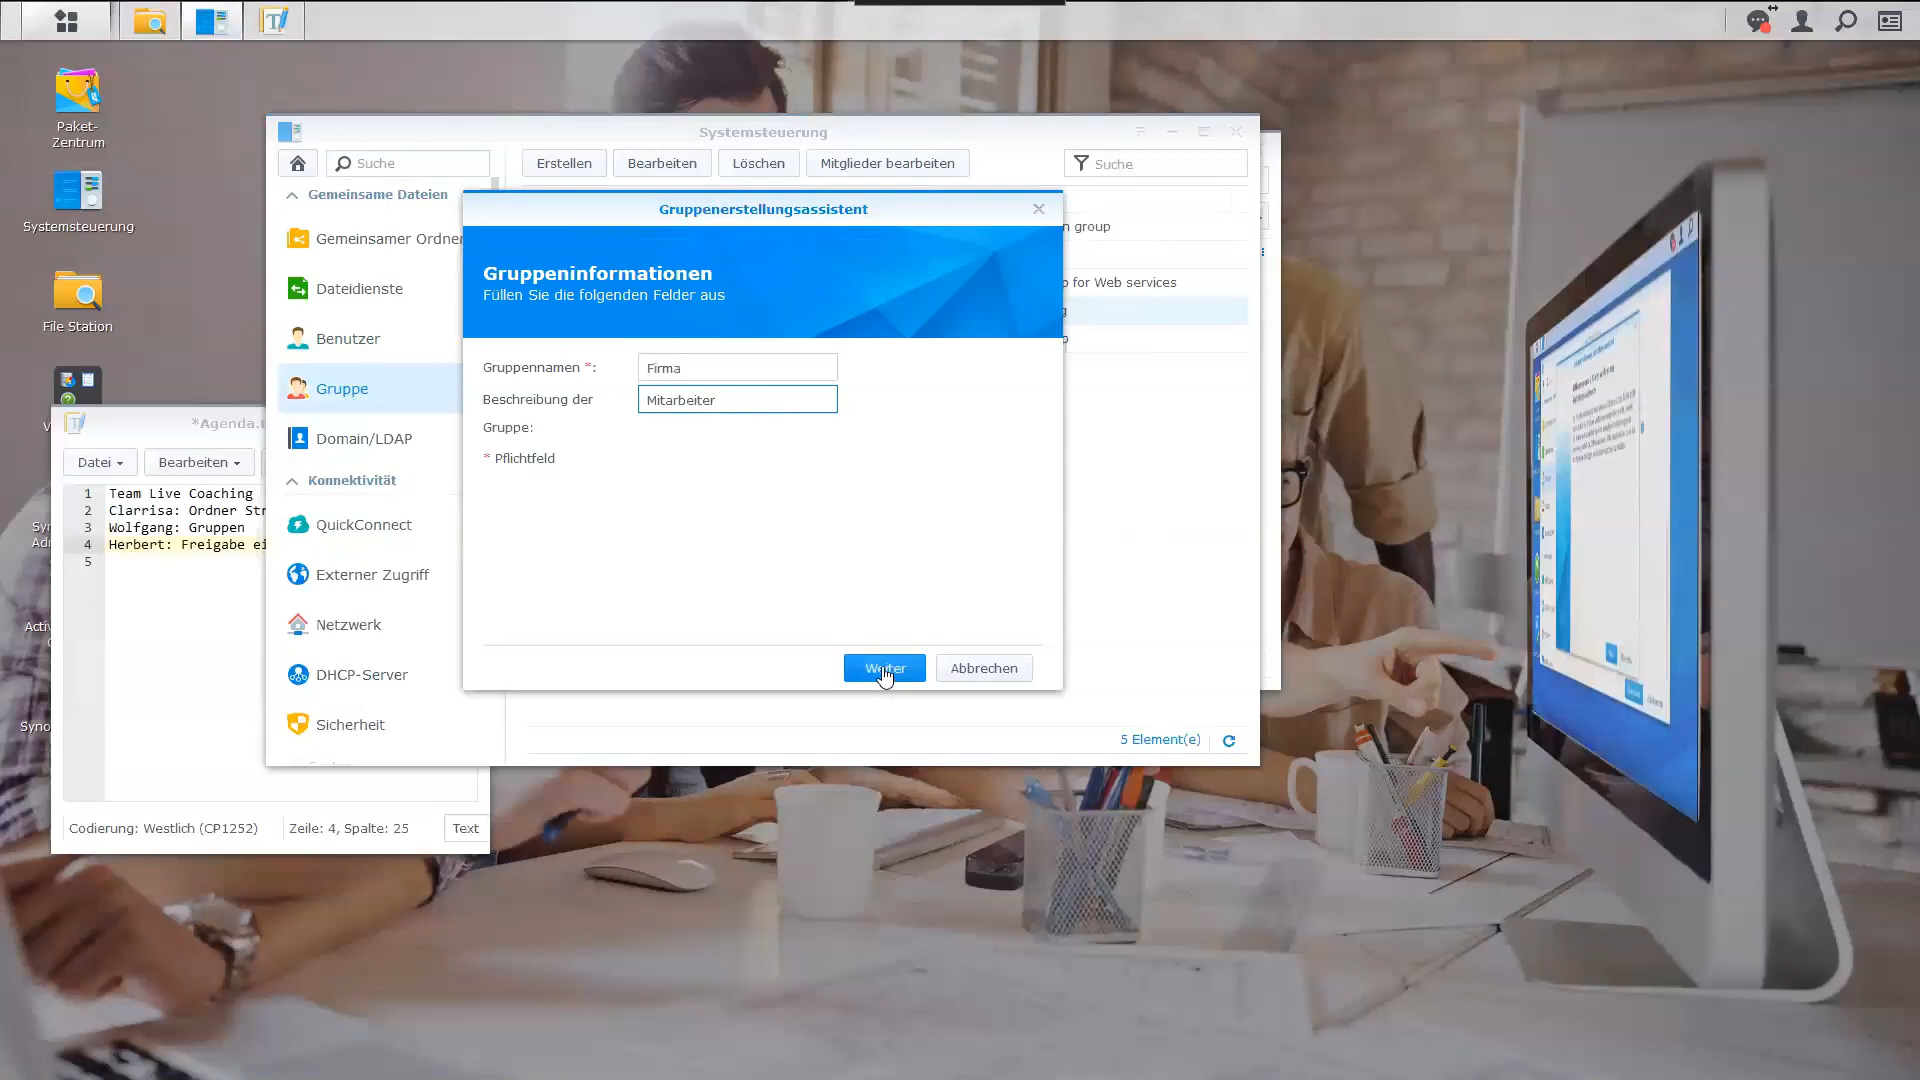 Paket-
Zentrum
Systemsteuerung
File Station
Systemsteuerung
Suche
Erstellen
Bearbeiten
Löschen
Mitglieder bearbeiten
Suche
Gemeinsame Dateien
Gemeinsamer Ordner
Dateidienste
Benutzer
Gruppe
Domain/LDAP
Konnektivität
QuickConnect
Externer Zugriff
Netzwerk
DHCP-Server
Sicherheit
n group
for Web services
5 Element(e)
Gruppenerstellungsassistent
Gruppeninformationen
Füllen Sie die folgenden Felder aus
Gruppennamen *:
Firma
Beschreibung der
Gruppe:
Mitarbeiter
* Pflichtfeld
Weiter
Abbrechen
*Agenda.t
Datei
Bearbeiten
1 Team Live Coaching
2 Clarrisa: Ordner Str
3 Wolfgang: Gruppen
4 Herbert: Freigabe ei
5
Codierung: Westlich (CP1252)
Zeile: 4, Spalte: 25
Text